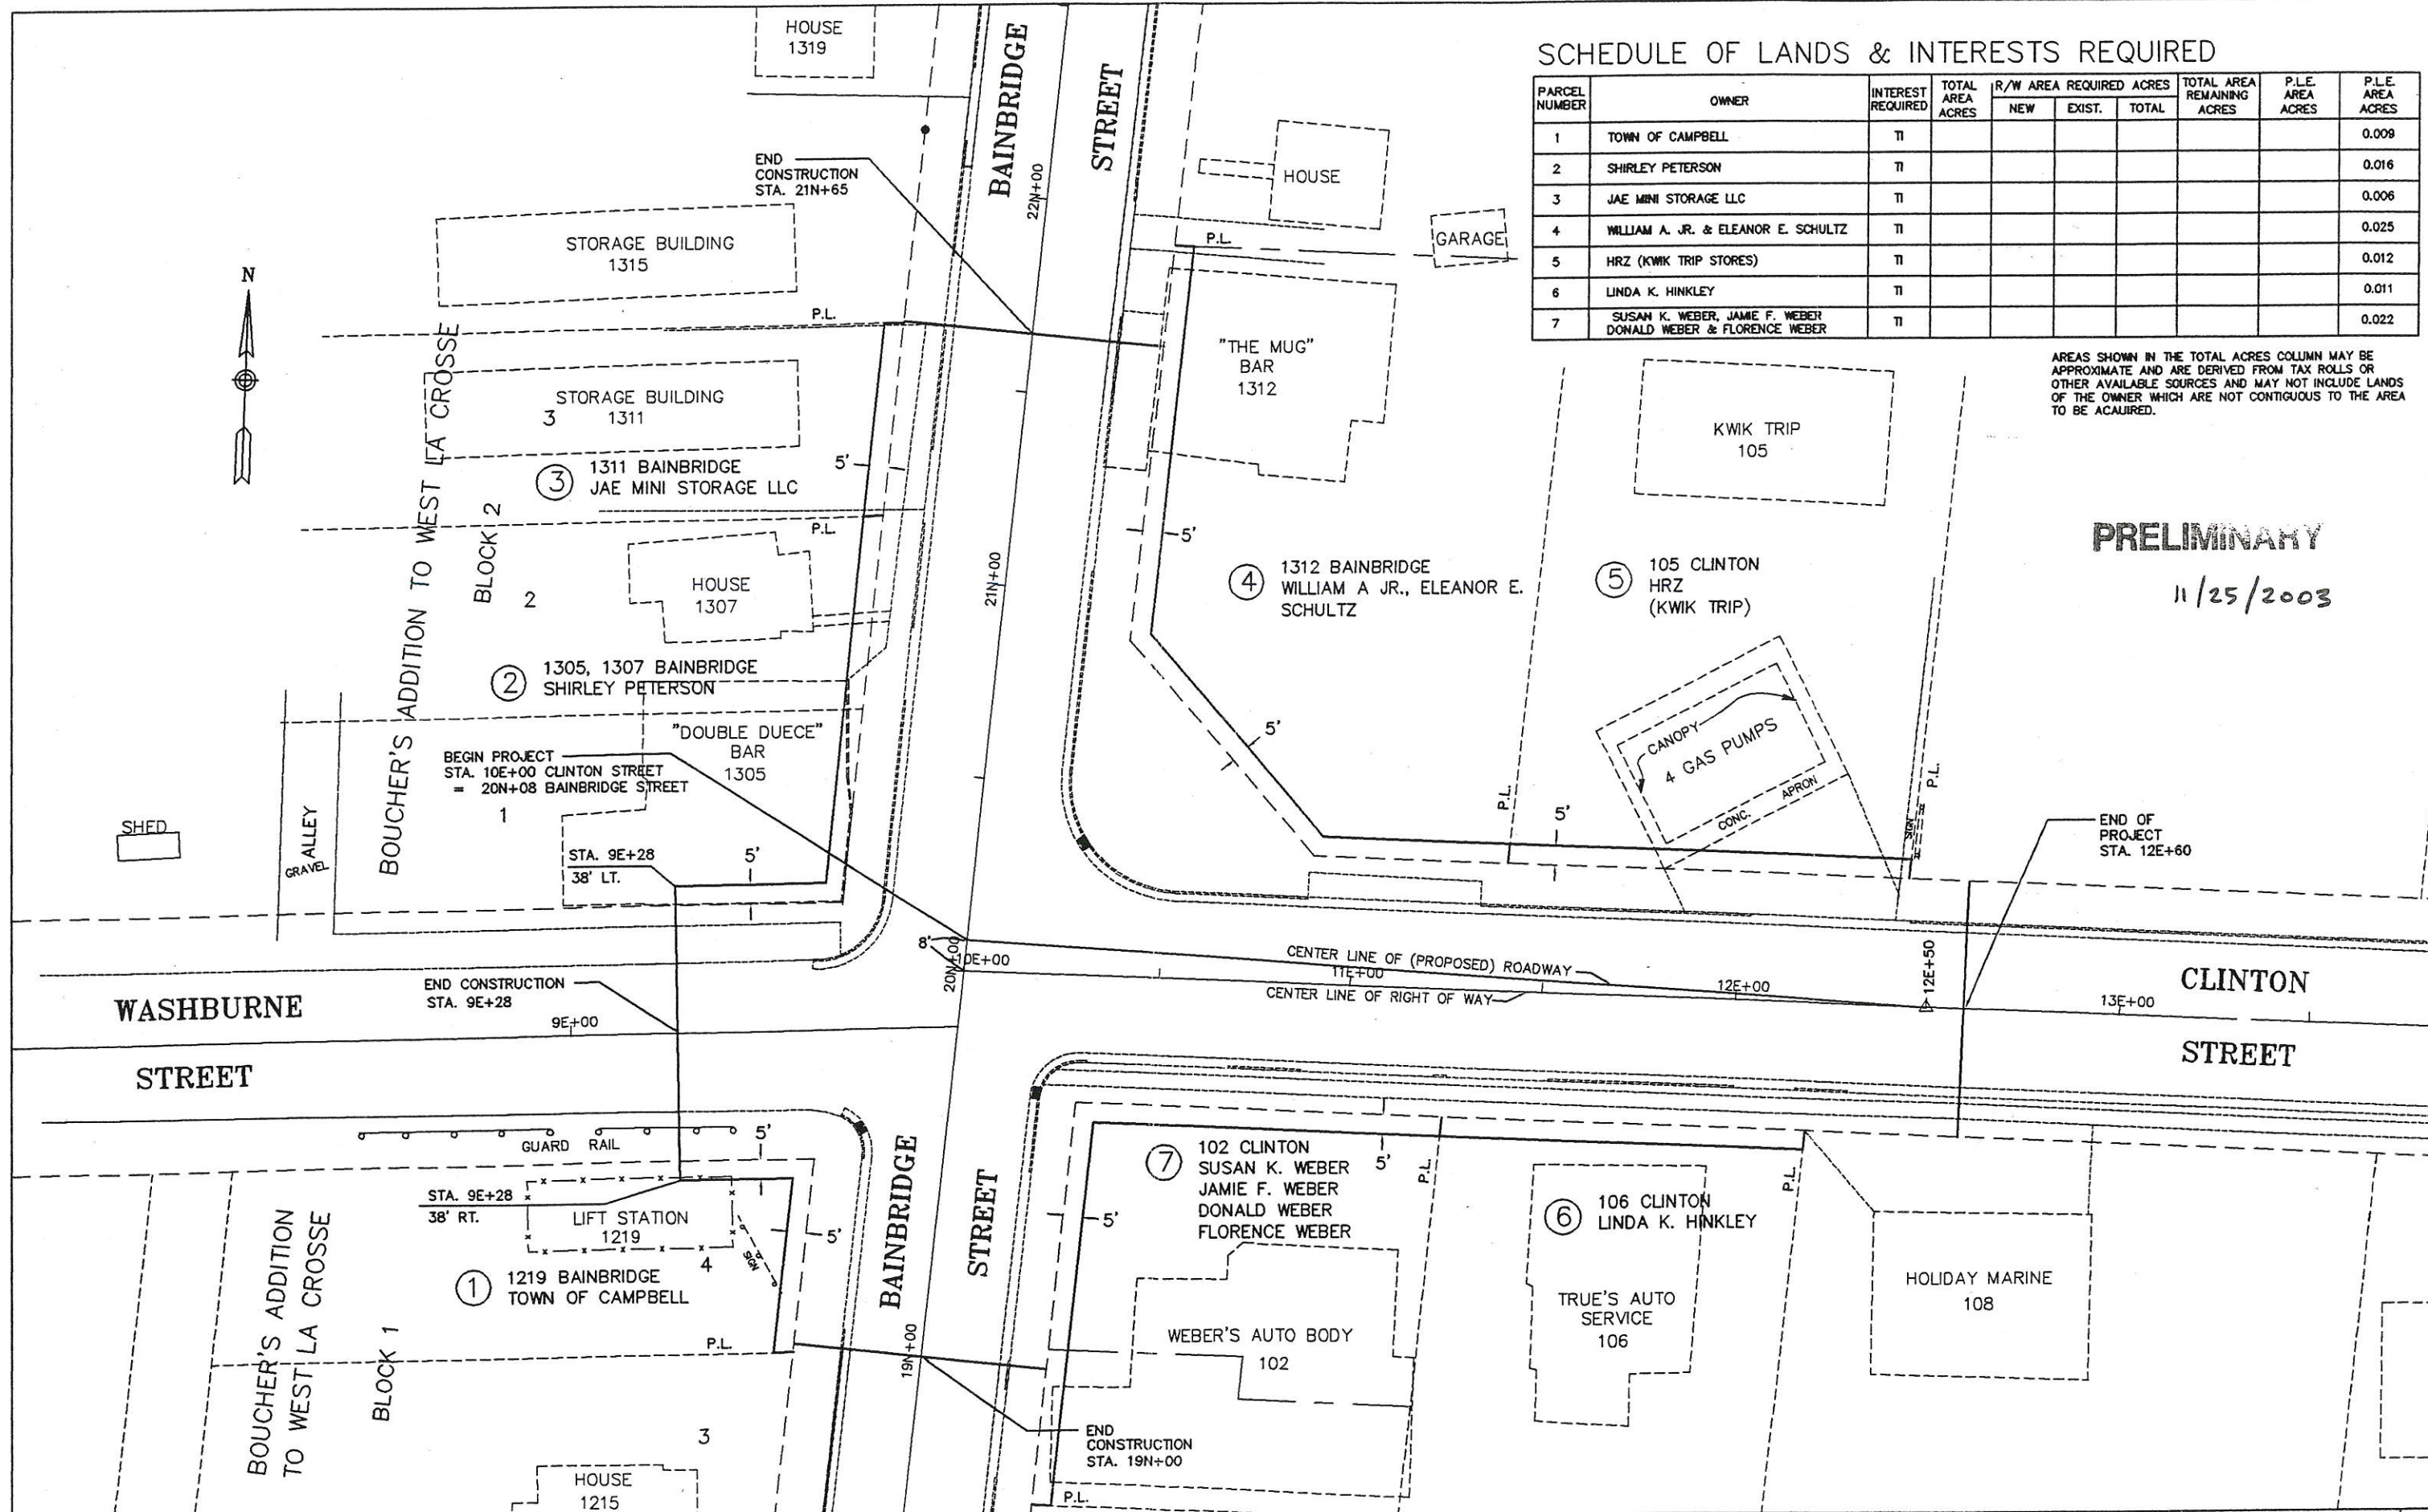 SCHEDULE OF LANDS & INTERESTS REQUIRED
PARCEL NUMBER OWNER INTEREST REQUIRED TOTAL AREA ACRES R/W AREA REQUIRED ACRES NEW EXIST. TOTAL TOTAL AREA REMAINING ACRES P.L.E. AREA ACRES P.L.E. AREA ACRES
1 TOWN OF CAMPBELL TI 0.009
2 SHIRLEY PETERSON TI 0.016
3 JAE MINI STORAGE LLC TI 0.006
4 WILLIAM A. JR. & ELEANOR E. SCHULTZ TI 0.025
5 HRZ (KWIK TRIP STORES) TI 0.012
6 LINDA K. HINKLEY TI 0.011
7 SUSAN K. WEBER, JAMIE F. WEBER
DONALD WEBER & FLORENCE WEBER TI 0.022
AREAS SHOWN IN THE TOTAL ACRES COLUMN MAY BE
APPROXIMATE AND ARE DERIVED FROM TAX ROLLS OR
OTHER AVAILABLE SOURCES AND MAY NOT INCLUDE LANDS
OF THE OWNER WHICH ARE NOT CONTIGUOUS TO THE AREA
TO BE ACAUIRED.
PRELIMINARY
11/25/2003
HOUSE
1319
BAINBRIDGE
STREET
22N+00
END
CONSTRUCTION
STA. 21N+65
HOUSE
GARAGE
P.L.
STORAGE BUILDING
1315
N
P.L.
"THE MUG"
BAR
1312
STORAGE BUILDING
1311
3
KWIK TRIP
105
3
1311 BAINBRIDGE
JAE MINI STORAGE LLC
5'
P.L.
5'
BOUCHER'S ADDITION TO WEST LA CROSSE
BLOCK 2
2
HOUSE
1307
21N+00
4
1312 BAINBRIDGE
WILLIAM A JR., ELEANOR E.
SCHULTZ
5
105 CLINTON
HRZ
(KWIK TRIP)
2
1305, 1307 BAINBRIDGE
SHIRLEY PETERSON
5'
"DOUBLE DUECE"
BAR
1305
BEGIN PROJECT
STA. 10E+00 CLINTON STREET
= 20N+08 BAINBRIDGE STREET
1
CANOPY
4 GAS PUMPS
CONC. APRON
P.L.
P.L.
SIGN
5'
END OF
PROJECT
STA. 12E+60
SHED
GRAVEL ALLEY
STA. 9E+28
38' LT.
5'
8'
20N+00
10E+00
CENTER LINE OF (PROPOSED) ROADWAY
11E+00
CENTER LINE OF RIGHT OF WAY
12E+00
12E+50
13E+00
CLINTON
STREET
WASHBURNE
STREET
END CONSTRUCTION
STA. 9E+28
9E+00
GUARD RAIL
5'
STA. 9E+28
38' RT.
LIFT STATION
1219
4
SIGN
5'
1
1219 BAINBRIDGE
TOWN OF CAMPBELL
BOUCHER'S ADDITION
TO WEST LA CROSSE
BLOCK 1
P.L.
3
HOUSE
1215
BAINBRIDGE
STREET
19N+00
END
CONSTRUCTION
STA. 19N+00
7
102 CLINTON
SUSAN K. WEBER
JAMIE F. WEBER
DONALD WEBER
FLORENCE WEBER
5'
5'
P.L.
WEBER'S AUTO BODY
102
P.L.
6
106 CLINTON
LINDA K. HINKLEY
P.L.
TRUE'S AUTO
SERVICE
106
HOLIDAY MARINE
108